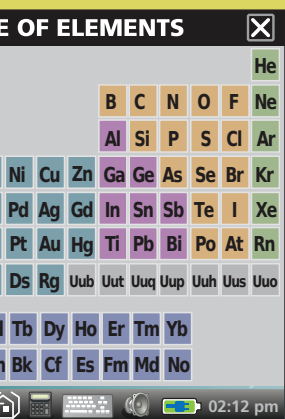 E OF ELEMENTS
He
B C N O F Ne
Al Si P S Cl Ar
Ni Cu Zn Ga Ge As Se Br Kr
Pd Ag Gd In Sn Sb Te I Xe
Pt Au Hg Ti Pb Bi Po At Rn
Ds Rg Uub Uut Uuq Uup Uuh Uus Uuo
Tb Dy Ho Er Tm Yb
Bk Cf Es Fm Md No
02:12 pm